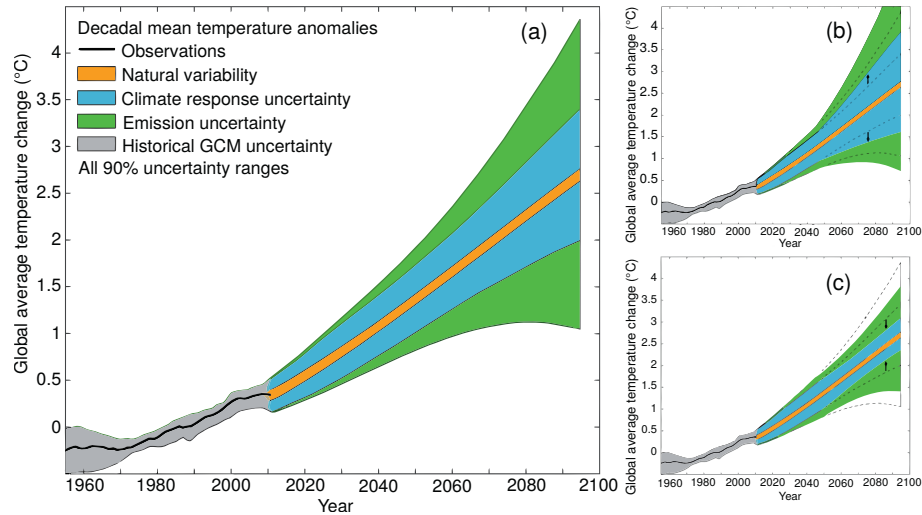 Decadal mean temperature anomalies
Observations
Natural variability
Climate response uncertainty
Emission uncertainty
Historical GCM uncertainty
All 90% uncertainty ranges
(a)
Global average temperature change (°C)
4
3.5
3
2.5
2
1.5
1
0.5
0
1960 1980 2000 2020 2040 2060 2080 2100
Year
(b)
Global average temperature change (°C)
4.5
4
3.5
3
2.5
2
1.5
1
0.5
0
1960 1980 2000 2020 2040 2060 2080 2100
Year
(c)
Global average temperature change (°C)
4
3.5
3
2.5
2
1.5
1
0.5
0
1960 1980 2000 2020 2040 2060 2080 2100
Year